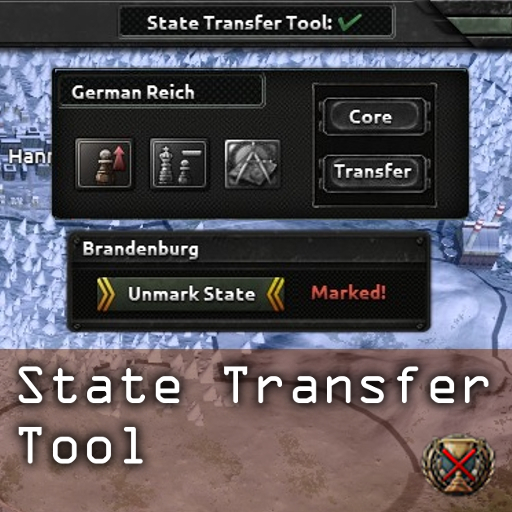 State Transfer Tool:
German Reich
Core
Hann
Transfer
Brandenburg
Unmark State Marked!
State Transfer
Tool